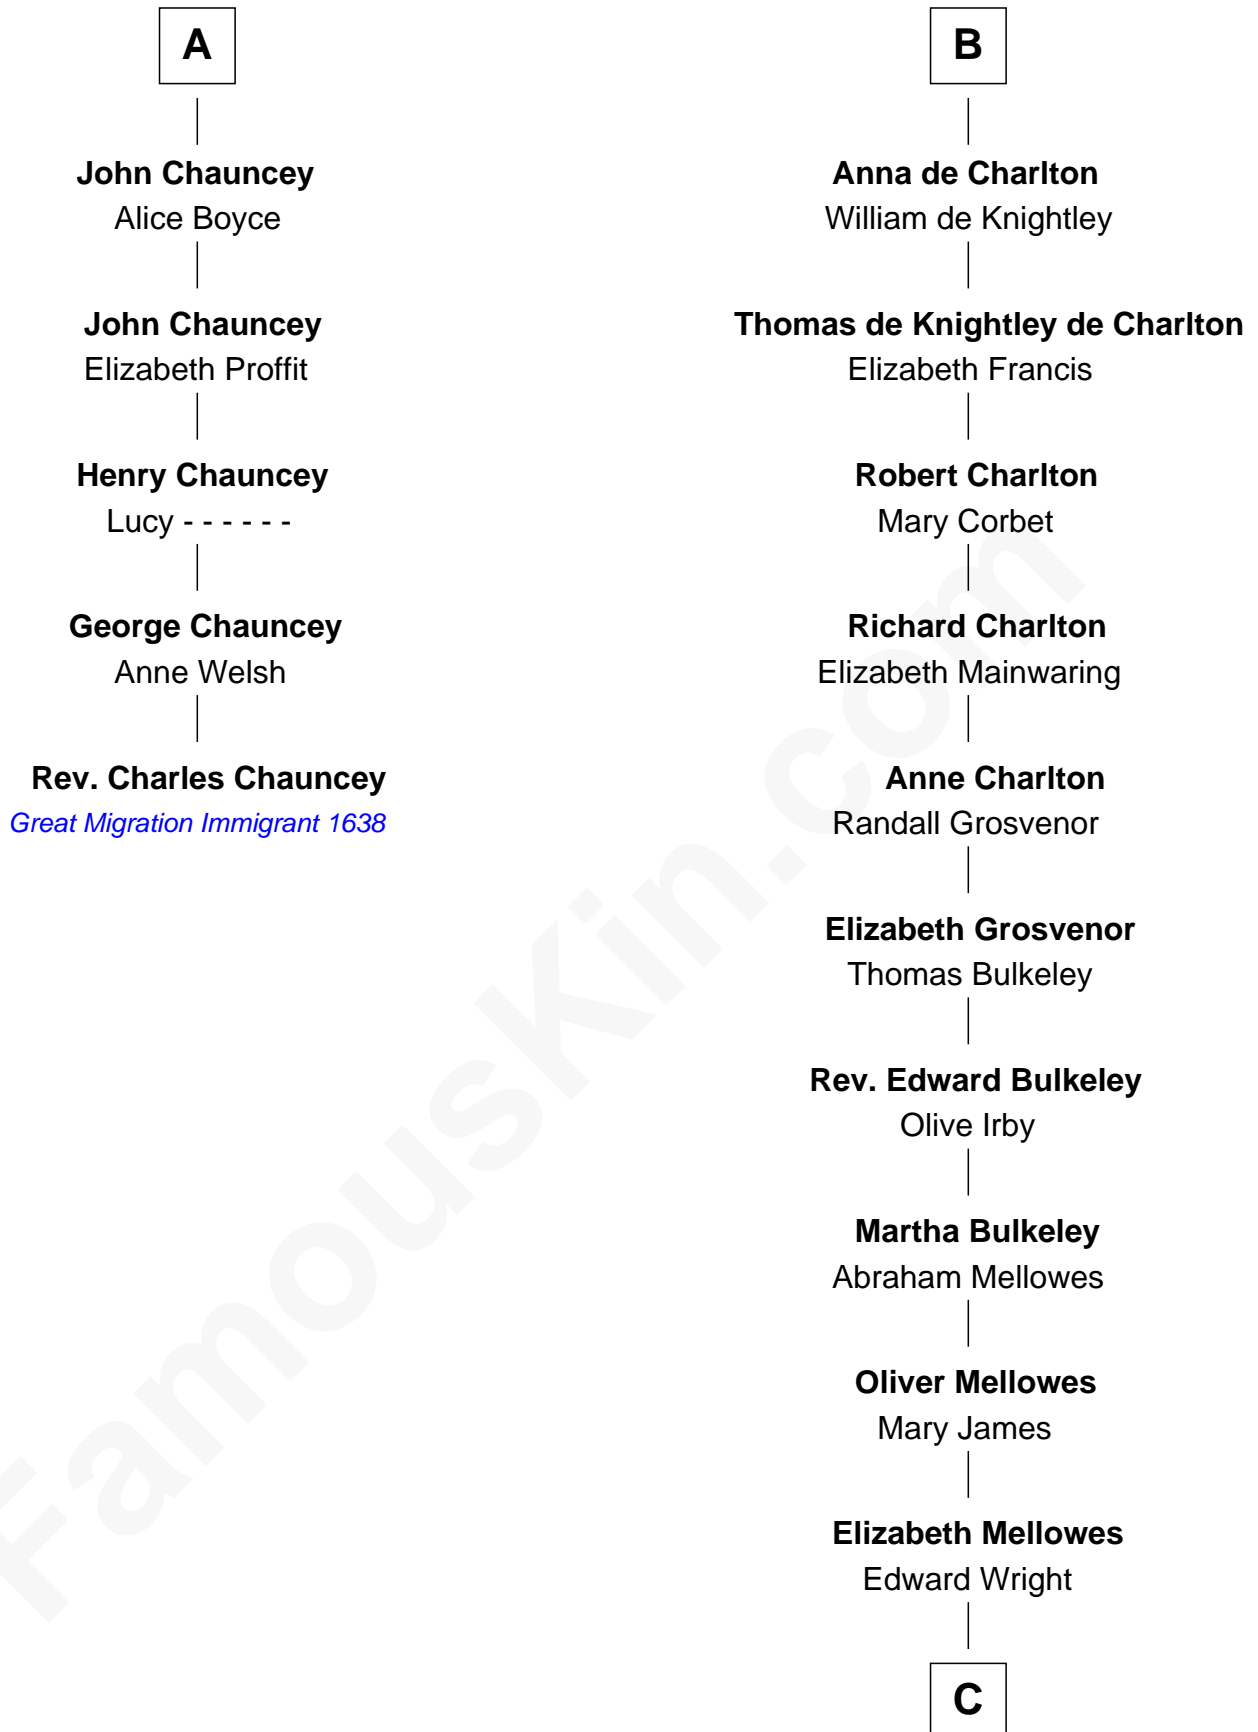 A
John Chauncey
Alice Boyce
John Chauncey
Elizabeth Proffit
Henry Chauncey
Lucy - - - - - -
George Chauncey
Anne Welsh
Rev. Charles Chauncey
Great Migration Immigrant 1638
B
Anna de Charlton
William de Knightley
Thomas de Knightley de Charlton
Elizabeth Francis
Robert Charlton
Mary Corbet
Richard Charlton
Elizabeth Mainwaring
Anne Charlton
Randall Grosvenor
Elizabeth Grosvenor
Thomas Bulkeley
Rev. Edward Bulkeley
Olive Irby
Martha Bulkeley
Abraham Mellowes
Oliver Mellowes
Mary James
Elizabeth Mellowes
Edward Wright
C
FamousKin.com